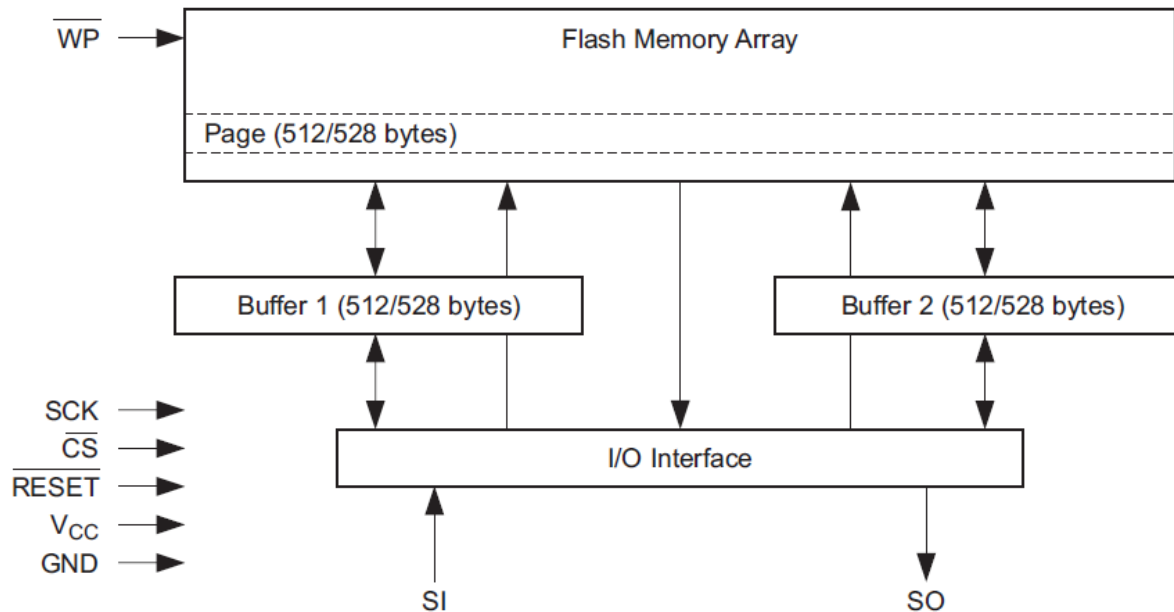 WP
Flash Memory Array
Page (512/528 bytes)
Buffer 1 (512/528 bytes)
Buffer 2 (512/528 bytes)
SCK
CS
RESET
VCC
GND
I/O Interface
SI
SO